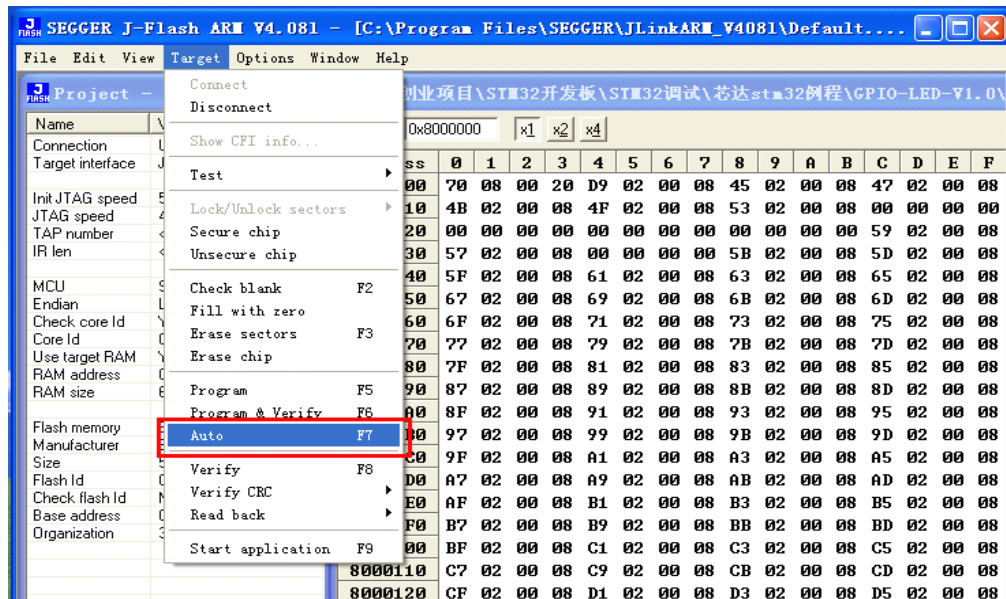 SEGGER J-Flash ARM V4.08l - [C:\Program Files\SEGGER\JLinkARM_V408l\Default....
File Edit View Target Options Window Help
Project - 创业项目\STM32开发板\STM32调试\芯达stm32例程\GPIO-LED-V1.0\
Connect
Disconnect
Show CFI info...
Test
Lock/Unlock sectors
Secure chip
Unsecure chip
Check blank F2
Fill with zero
Erase sectors F3
Erase chip
Program F5
Program & Verify F6
Auto F7
Verify F8
Verify CRC
Read back
Start application F9
Name
Connection
Target interface
Init JTAG speed
JTAG speed
TAP number
IR len
MCU
Endian
Check core Id
Core Id
Use target RAM
RAM address
RAM size
Flash memory
Manufacturer
Size
Flash Id
Check flash Id
Base address
Organization
0x8000000 x1 x2 x4
ss 0 1 2 3 4 5 6 7 8 9 A B C D E F
00 70 08 00 20 D9 02 00 08 45 02 00 08 47 02 00 08
10 4B 02 00 08 4F 02 00 08 53 02 00 08 00 00 00 00
20 00 00 00 00 00 00 00 00 00 00 00 00 59 02 00 08
30 57 02 00 08 00 00 00 00 5B 02 00 08 5D 02 00 08
40 5F 02 00 08 61 02 00 08 63 02 00 08 65 02 00 08
50 67 02 00 08 69 02 00 08 6B 02 00 08 6D 02 00 08
60 6F 02 00 08 71 02 00 08 73 02 00 08 75 02 00 08
70 77 02 00 08 79 02 00 08 7B 02 00 08 7D 02 00 08
80 7F 02 00 08 81 02 00 08 83 02 00 08 85 02 00 08
90 87 02 00 08 89 02 00 08 8B 02 00 08 8D 02 00 08
A0 8F 02 00 08 91 02 00 08 93 02 00 08 95 02 00 08
B0 97 02 00 08 99 02 00 08 9B 02 00 08 9D 02 00 08
C0 9F 02 00 08 A1 02 00 08 A3 02 00 08 A5 02 00 08
D0 A7 02 00 08 A9 02 00 08 AB 02 00 08 AD 02 00 08
E0 AF 02 00 08 B1 02 00 08 B3 02 00 08 B5 02 00 08
F0 B7 02 00 08 B9 02 00 08 BB 02 00 08 BD 02 00 08
00 BF 02 00 08 C1 02 00 08 C3 02 00 08 C5 02 00 08
8000110 C7 02 00 08 C9 02 00 08 CB 02 00 08 CD 02 00 08
8000120 CF 02 00 08 D1 02 00 08 D3 02 00 08 D5 02 00 08